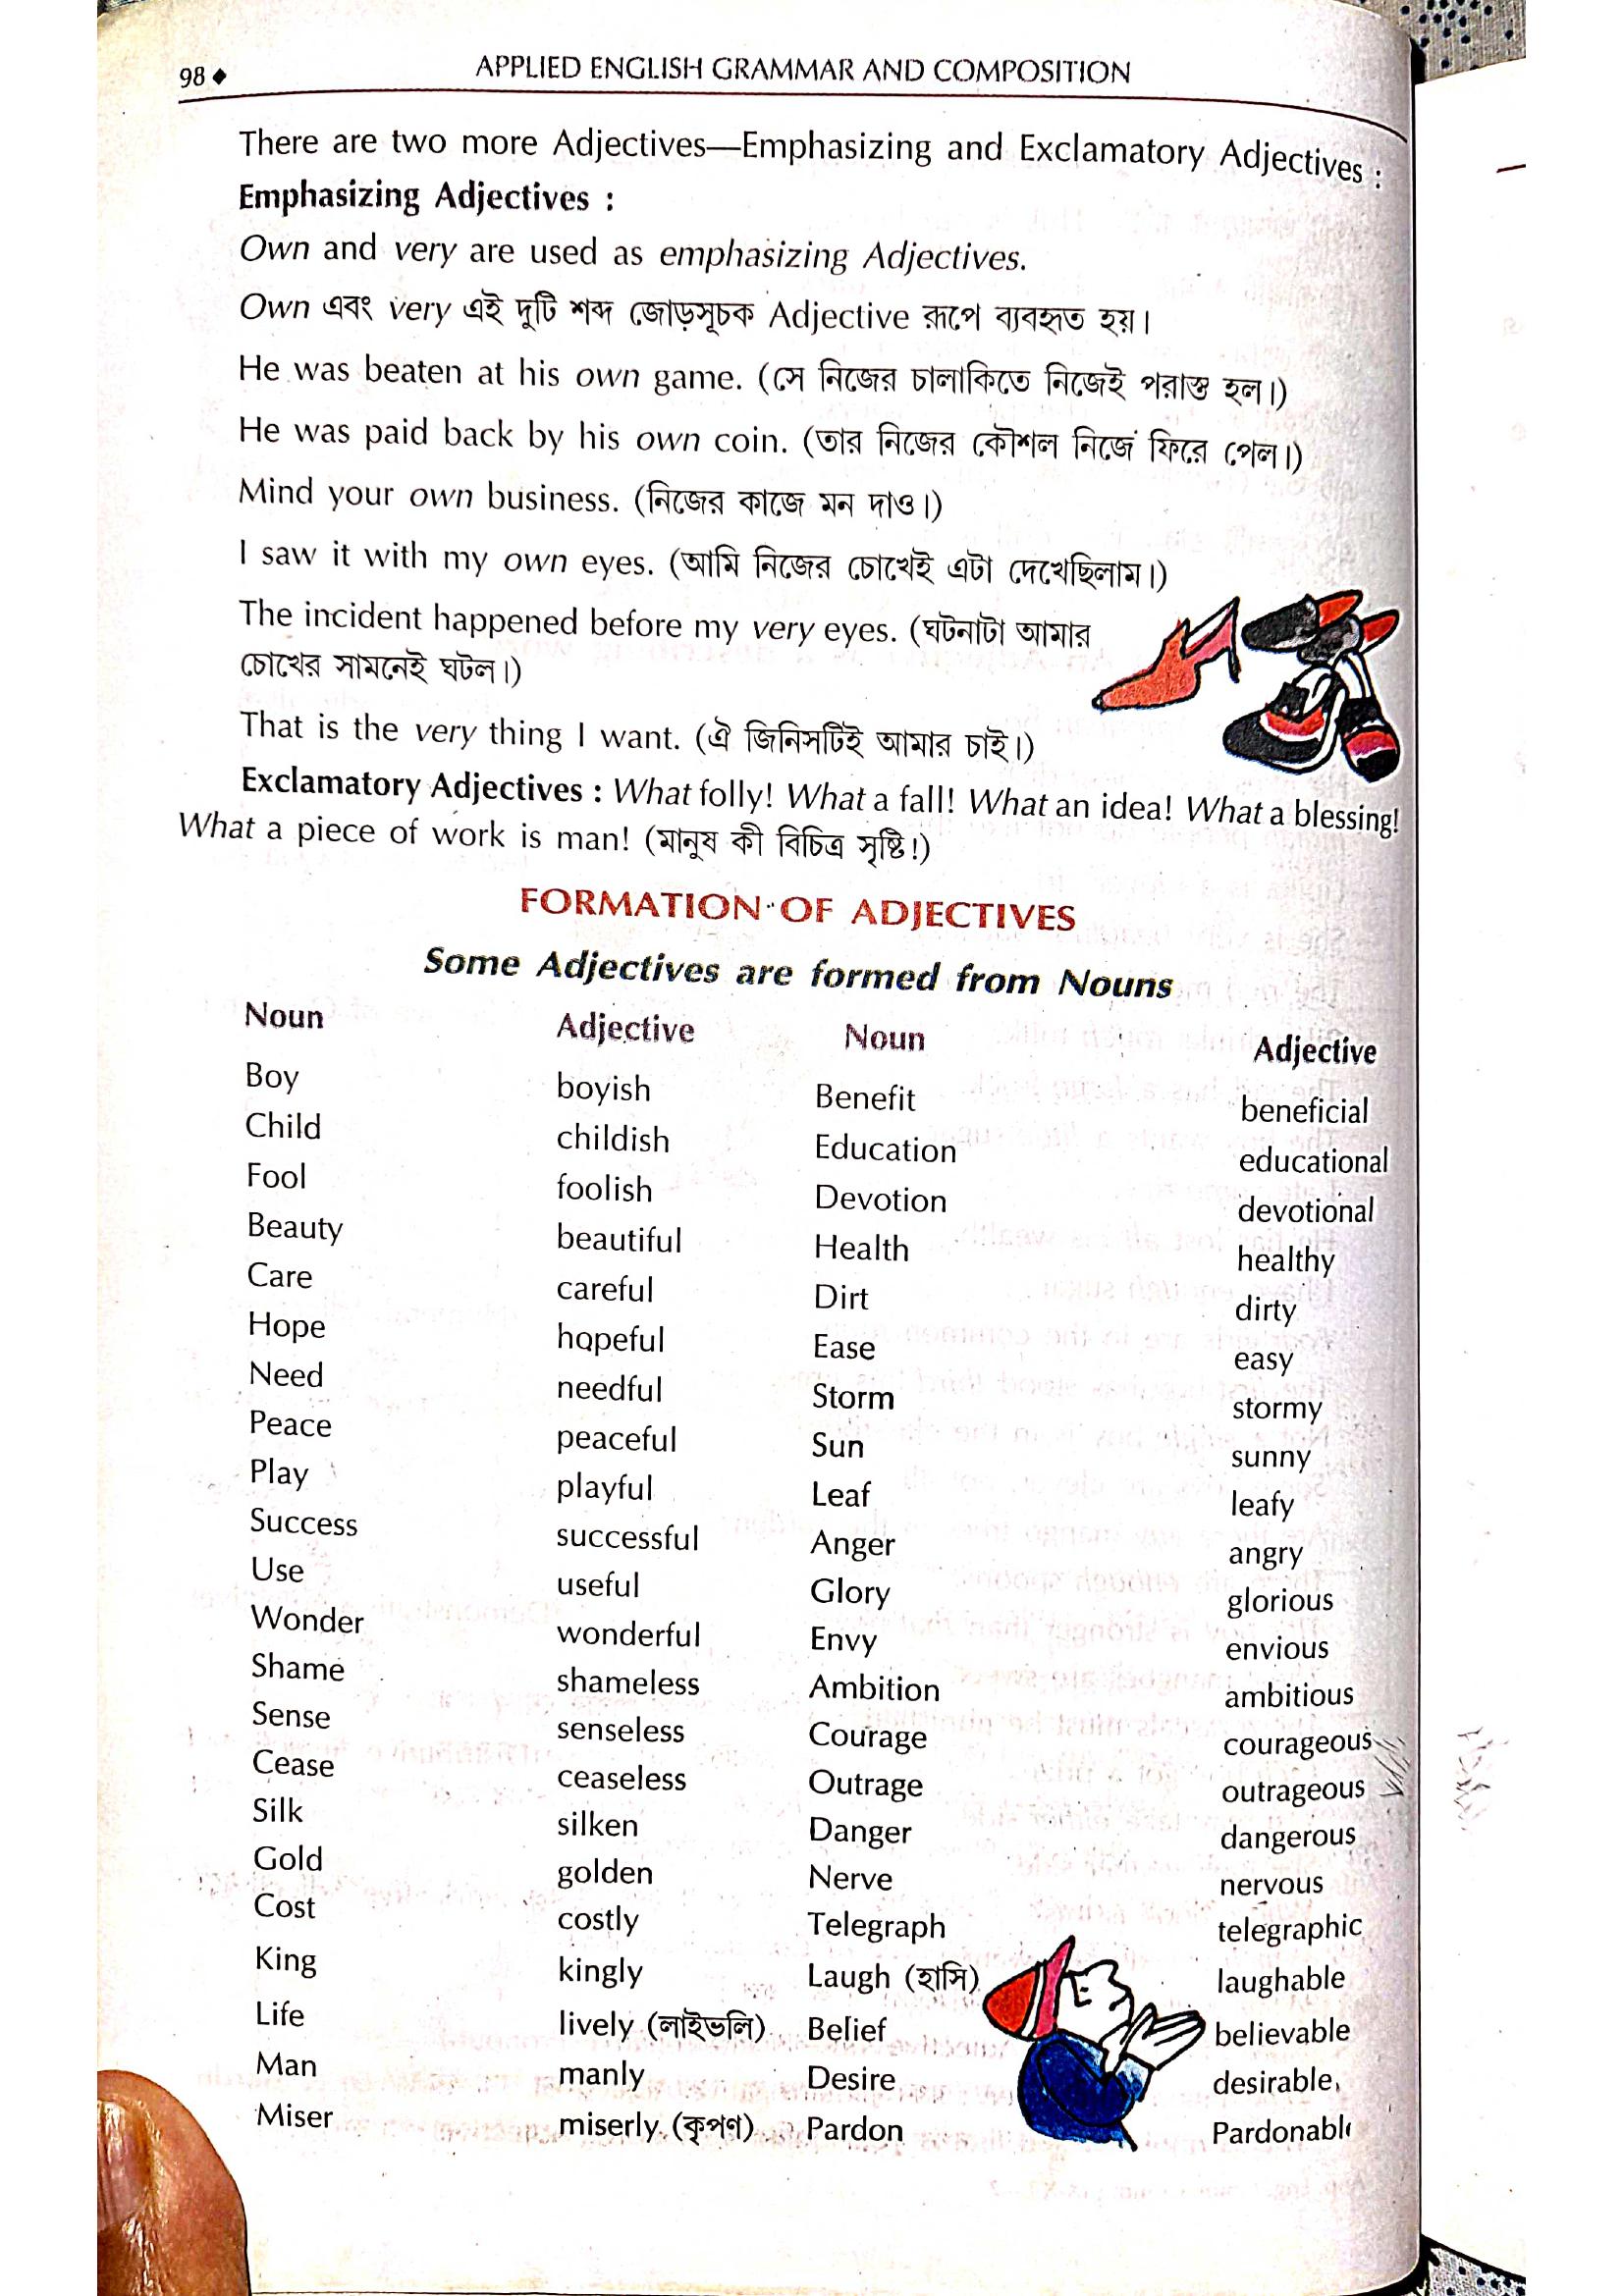 98◆ APPLIED ENGLISH GRAMMAR AND COMPOSITION
There are two more Adjectives—Emphasizing and Exclamatory Adjectives :
Emphasizing Adjectives :
Own and very are used as emphasizing Adjectives.
Own এবং very এই দুটি শব্দ জোড়সূচক Adjective রূপে ব্যবহৃত হয়।
He was beaten at his own game. (সে নিজের চালাকিতে নিজেই পরাস্ত হল।)
He was paid back by his own coin. (তার নিজের কৌশল নিজে ফিরে পেল।)
Mind your own business. (নিজের কাজে মন দাও।)
I saw it with my own eyes. (আমি নিজের চোখেই এটা দেখেছিলাম।)
The incident happened before my very eyes. (ঘটনাটা আমার
চোখের সামনেই ঘটল।)
That is the very thing I want. (ঐ জিনিসটিই আমার চাই।)
Exclamatory Adjectives : What folly! What a fall! What an idea! What a blessing!
What a piece of work is man! (মানুষ কী বিচিত্র সৃষ্টি!)
FORMATION OF ADJECTIVES
Some Adjectives are formed from Nouns
Noun Adjective Noun Adjective
Boy boyish Benefit beneficial
Child childish Education educational
Fool foolish Devotion devotional
Beauty beautiful Health healthy
Care careful Dirt dirty
Hope hopeful Ease easy
Need needful Storm stormy
Peace peaceful Sun sunny
Play playful Leaf leafy
Success successful Anger angry
Use useful Glory glorious
Wonder wonderful Envy envious
Shame shameless Ambition ambitious
Sense senseless Courage courageous
Cease ceaseless Outrage outrageous
Silk silken Danger dangerous
Gold golden Nerve nervous
Cost costly Telegraph telegraphic
King kingly Laugh (হাসি) laughable
Life lively (লাইভলি) Belief believable
Man manly Desire desirable
Miser miserly (কৃপণ) Pardon Pardonabl